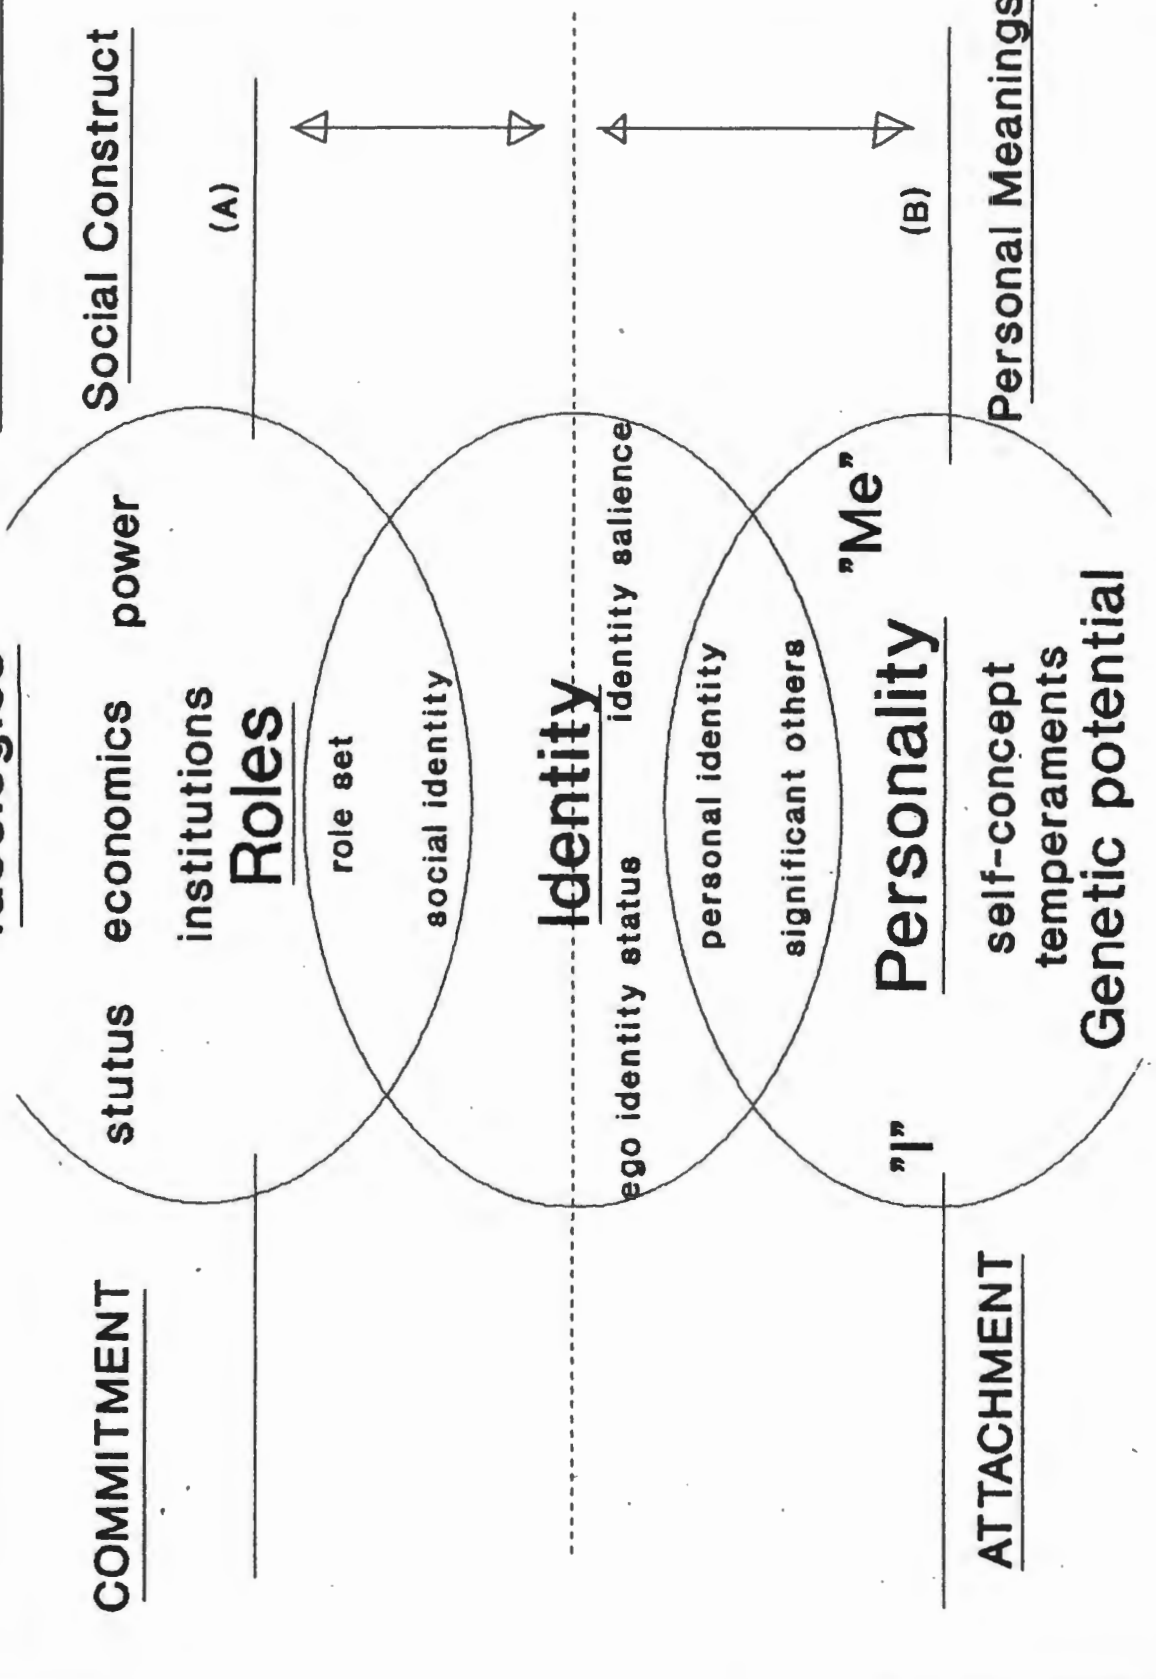 COMMITMENT
Social Construct
stutus economics power
institutions
Roles
(A)
role set
social identity
Identity
ego identity status
identity salience
personal identity
significant others
"I"
"Me"
Personality
(B)
ATTACHMENT
self-concept
Personal Meanings
temperaments
Genetic potential